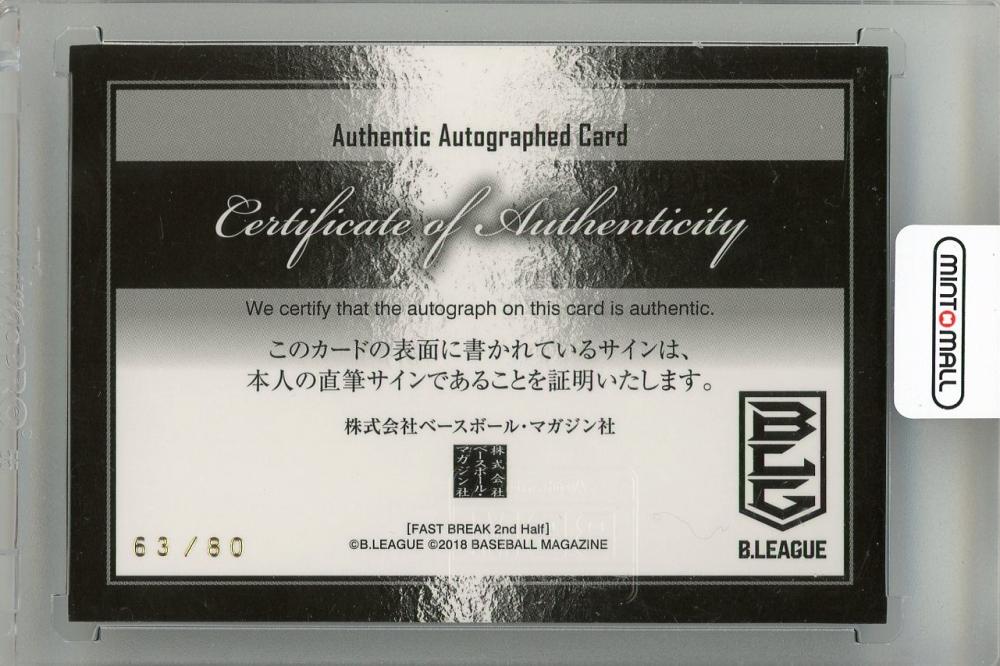 Authentic Autographed Card
Certificate of Authenticity
We certify that the autograph on this card is authentic.
このカードの表面に書かれているサインは、
本人の直筆サインであることを証明いたします。
株式会社ベースボール・マガジン社
株式会社
ベースボール・
マガジン社
[FAST BREAK 2nd Half]
©B.LEAGUE ©2018 BASEBALL MAGAZINE
63/80
BLG
B.LEAGUE
MINTMALL